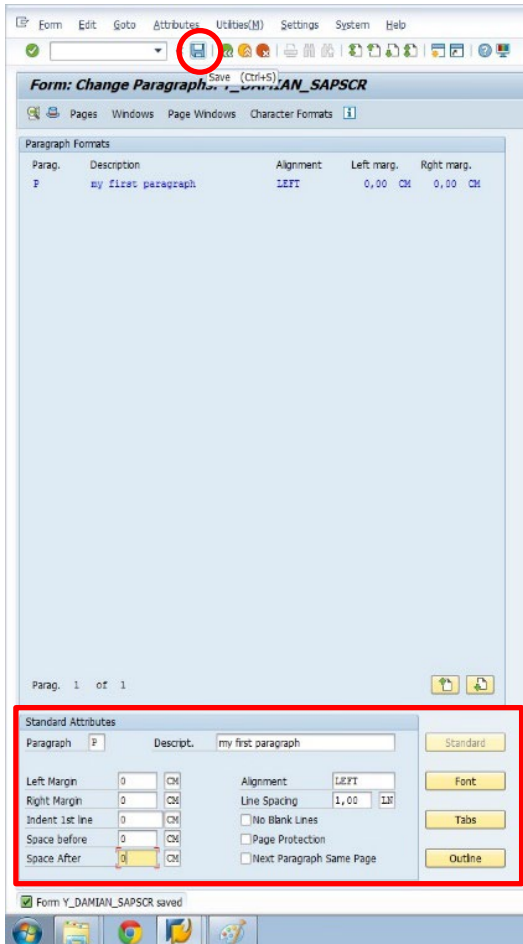 Form Edit Goto Attributes Utilities(M) Settings System Help
Save (Ctrl+S)
Form: Change Paragraphs: Y_DAMIAN_SAPSCR
Pages Windows Page Windows Character Formats
Paragraph Formats
Parag. Description Alignment Left marg. Rght marg.
P my first paragraph LEFT 0,00 CM 0,00 CM
Parag. 1 of 1
Standard Attributes
Paragraph P Descript. my first paragraph Standard
Left Margin 0 CM Alignment LEFT Font
Right Margin 0 CM Line Spacing 1,00 LN
Indent 1st line 0 CM No Blank Lines Tabs
Space before 0 CM Page Protection
Space After 0 CM Next Paragraph Same Page Outline
Form Y_DAMIAN_SAPSCR saved